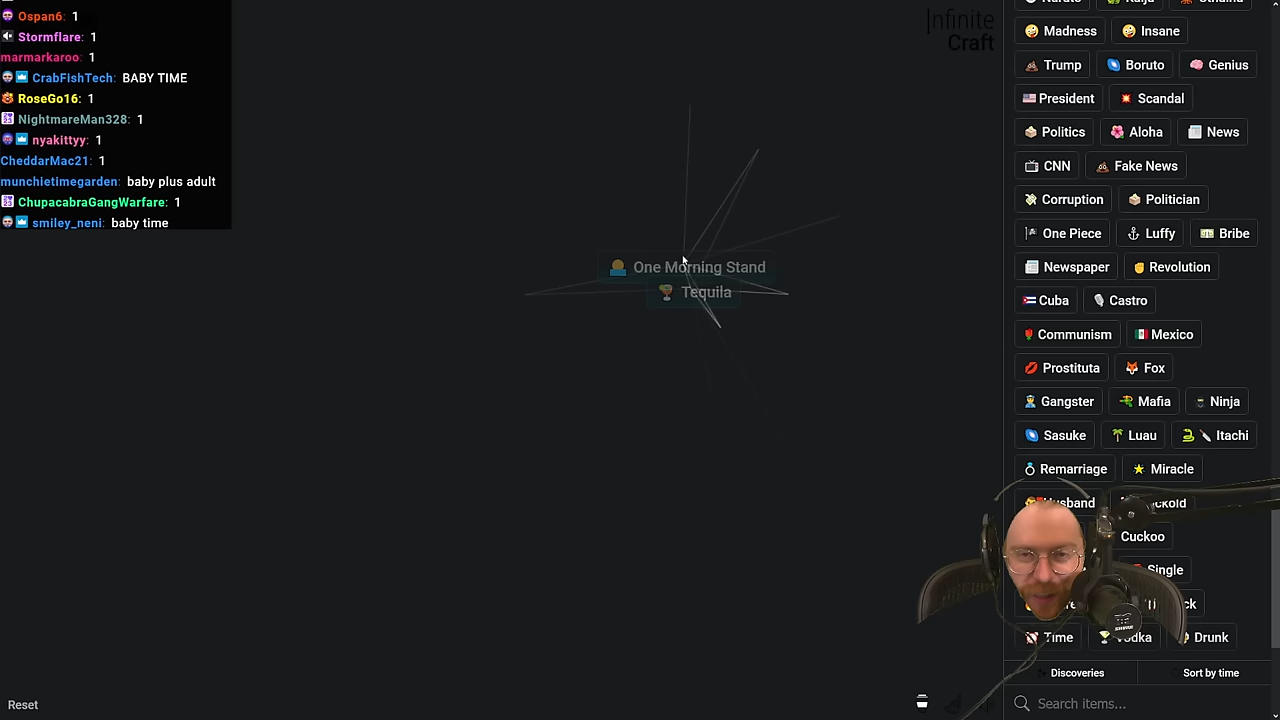 Ospan6: 1
Stormflare: 1
marmarkaroo: 1
CrabFishTech: BABY TIME
RoseGo16: 1
NightmareMan328: 1
nyakittyy: 1
CheddarMac21: 1
munchietimegarden: baby plus adult
ChupacabraGangWarfare: 1
smiley_neni: baby time
Infinite
Craft
One Morning Stand
Tequila
Madness Insane
Trump Boruto Genius
President Scandal
Politics Aloha News
CNN Fake News
Corruption Politician
One Piece Luffy Bribe
Newspaper Revolution
Cuba Castro
Communism Mexico
Prostituta Fox
Gangster Mafia Ninja
Sasuke Luau Itachi
Remarriage Miracle
Cuckoo
Single
Time Vodka Drunk
Discoveries Sort by time
Search items...
Reset